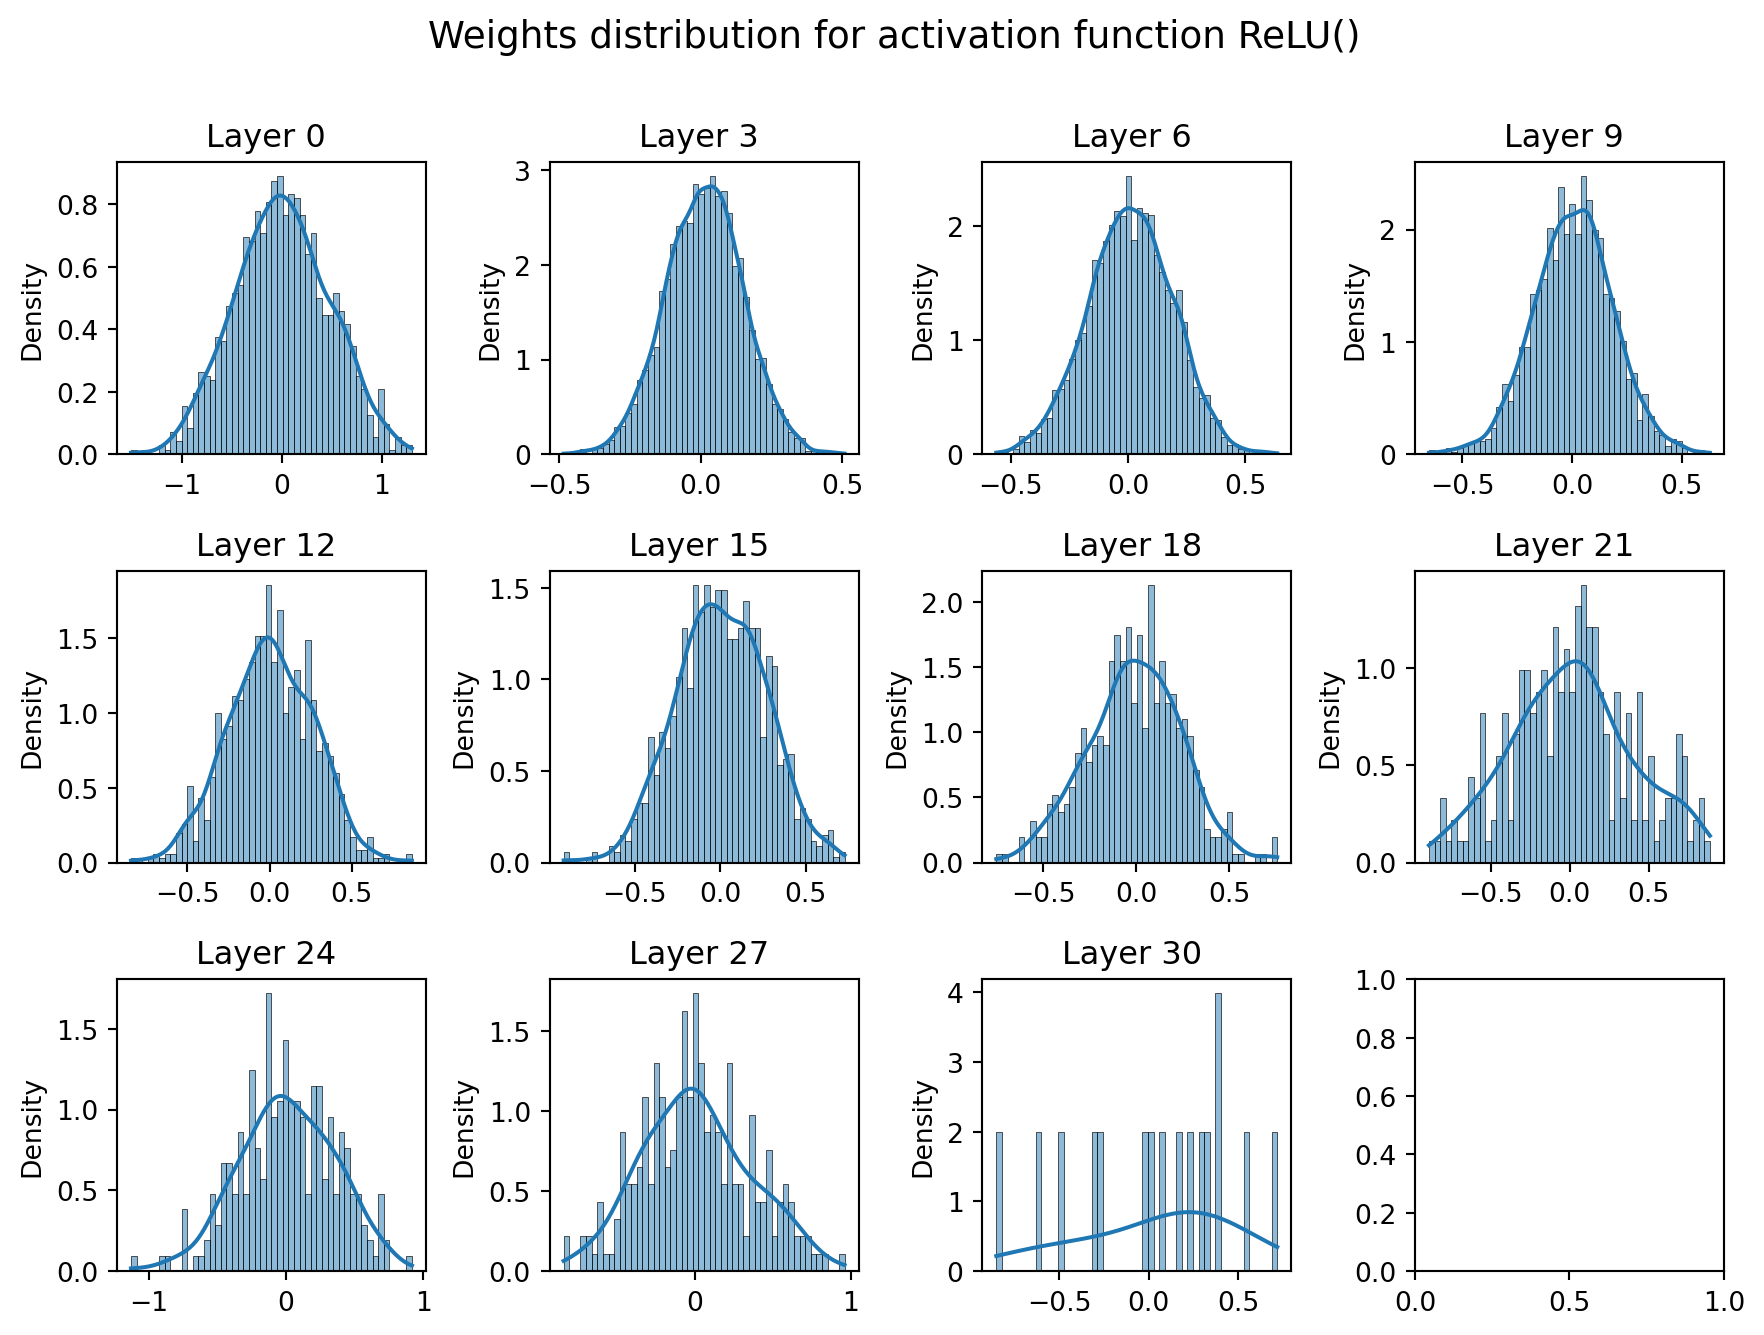 Weights distribution for activation function ReLU()
Layer 0
Layer 3
Layer 6
Layer 9
Density
0.8
0.6
0.4
0.2
0.0
−1 0 1
Density
3
2
1
0
−0.5 0.0 0.5
Density
2
1
0
−0.5 0.0 0.5
Density
2
1
0
−0.5 0.0 0.5
Layer 12
Layer 15
Layer 18
Layer 21
Density
1.5
1.0
0.5
0.0
−0.5 0.0 0.5
Density
1.5
1.0
0.5
0.0
−0.5 0.0 0.5
Density
2.0
1.5
1.0
0.5
0.0
−0.5 0.0 0.5
Density
1.0
0.5
0.0
−0.5 0.0 0.5
Layer 24
Layer 27
Layer 30
Density
1.5
1.0
0.5
0.0
−1 0 1
Density
1.5
1.0
0.5
0.0
0 1
Density
4
3
2
1
0
−0.5 0.0 0.5
1.0
0.8
0.6
0.4
0.2
0.0
0.0 0.5 1.0